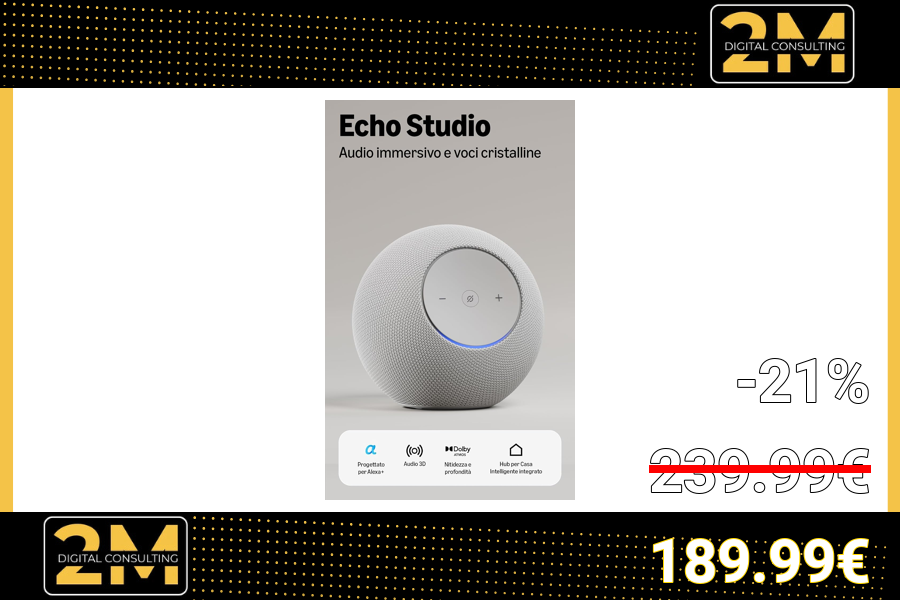 2M
DIGITAL CONSULTING
Echo Studio
Audio immersivo e voci cristalline
Progettato
per Alexa+
Audio 3D
Dolby
ATMOS
Nitidezza e
profondità
Hub per Casa
Intelligente integrato
-21%
239.99€
2M
DIGITAL CONSULTING
189.99€